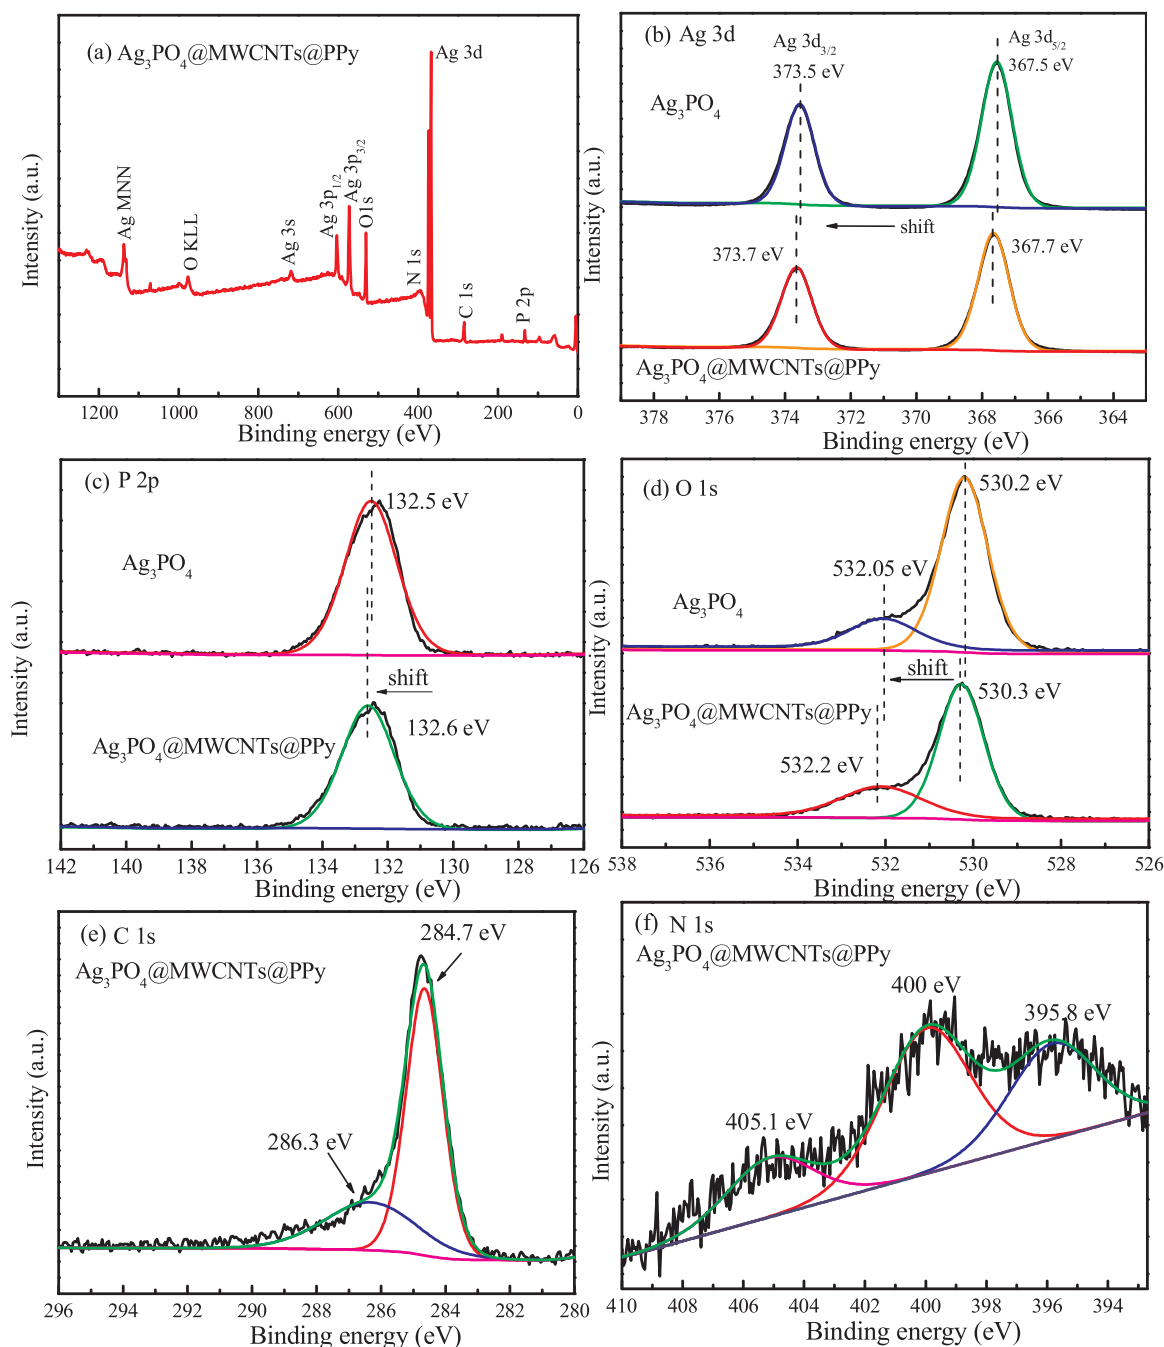 (a) Ag3PO4@MWCNTs@PPy
Ag 3d
Ag MNN
O KLL
Ag 3s
Ag 3p1/2
Ag 3p3/2
O1s
N 1s
C 1s
P 2p
Intensity (a.u.)
1200 1000 800 600 400 200 0
Binding energy (eV)
(b) Ag 3d
Ag 3d3/2
373.5 eV
Ag 3d5/2
367.5 eV
Ag3PO4
shift
373.7 eV
367.7 eV
Ag3PO4@MWCNTs@PPy
Intensity (a.u.)
378 376 374 372 370 368 366 364
Binding energy (eV)
(c) P 2p
132.5 eV
Ag3PO4
shift
132.6 eV
Ag3PO4@MWCNTs@PPy
Intensity (a.u.)
142 140 138 136 134 132 130 128 126
Binding energy (eV)
(d) O 1s
530.2 eV
532.05 eV
Ag3PO4
shift
530.3 eV
Ag3PO4@MWCNTs@PPy
532.2 eV
Intensity (a.u.)
538 536 534 532 530 528 526
Binding energy (eV)
(e) C 1s
284.7 eV
Ag3PO4@MWCNTs@PPy
286.3 eV
Intensity (a.u.)
296 294 292 290 288 286 284 282 280
Binding energy (eV)
(f) N 1s
Ag3PO4@MWCNTs@PPy
400 eV
395.8 eV
405.1 eV
Intensity (a.u.)
410 408 406 404 402 400 398 396 394
Binding energy (eV)